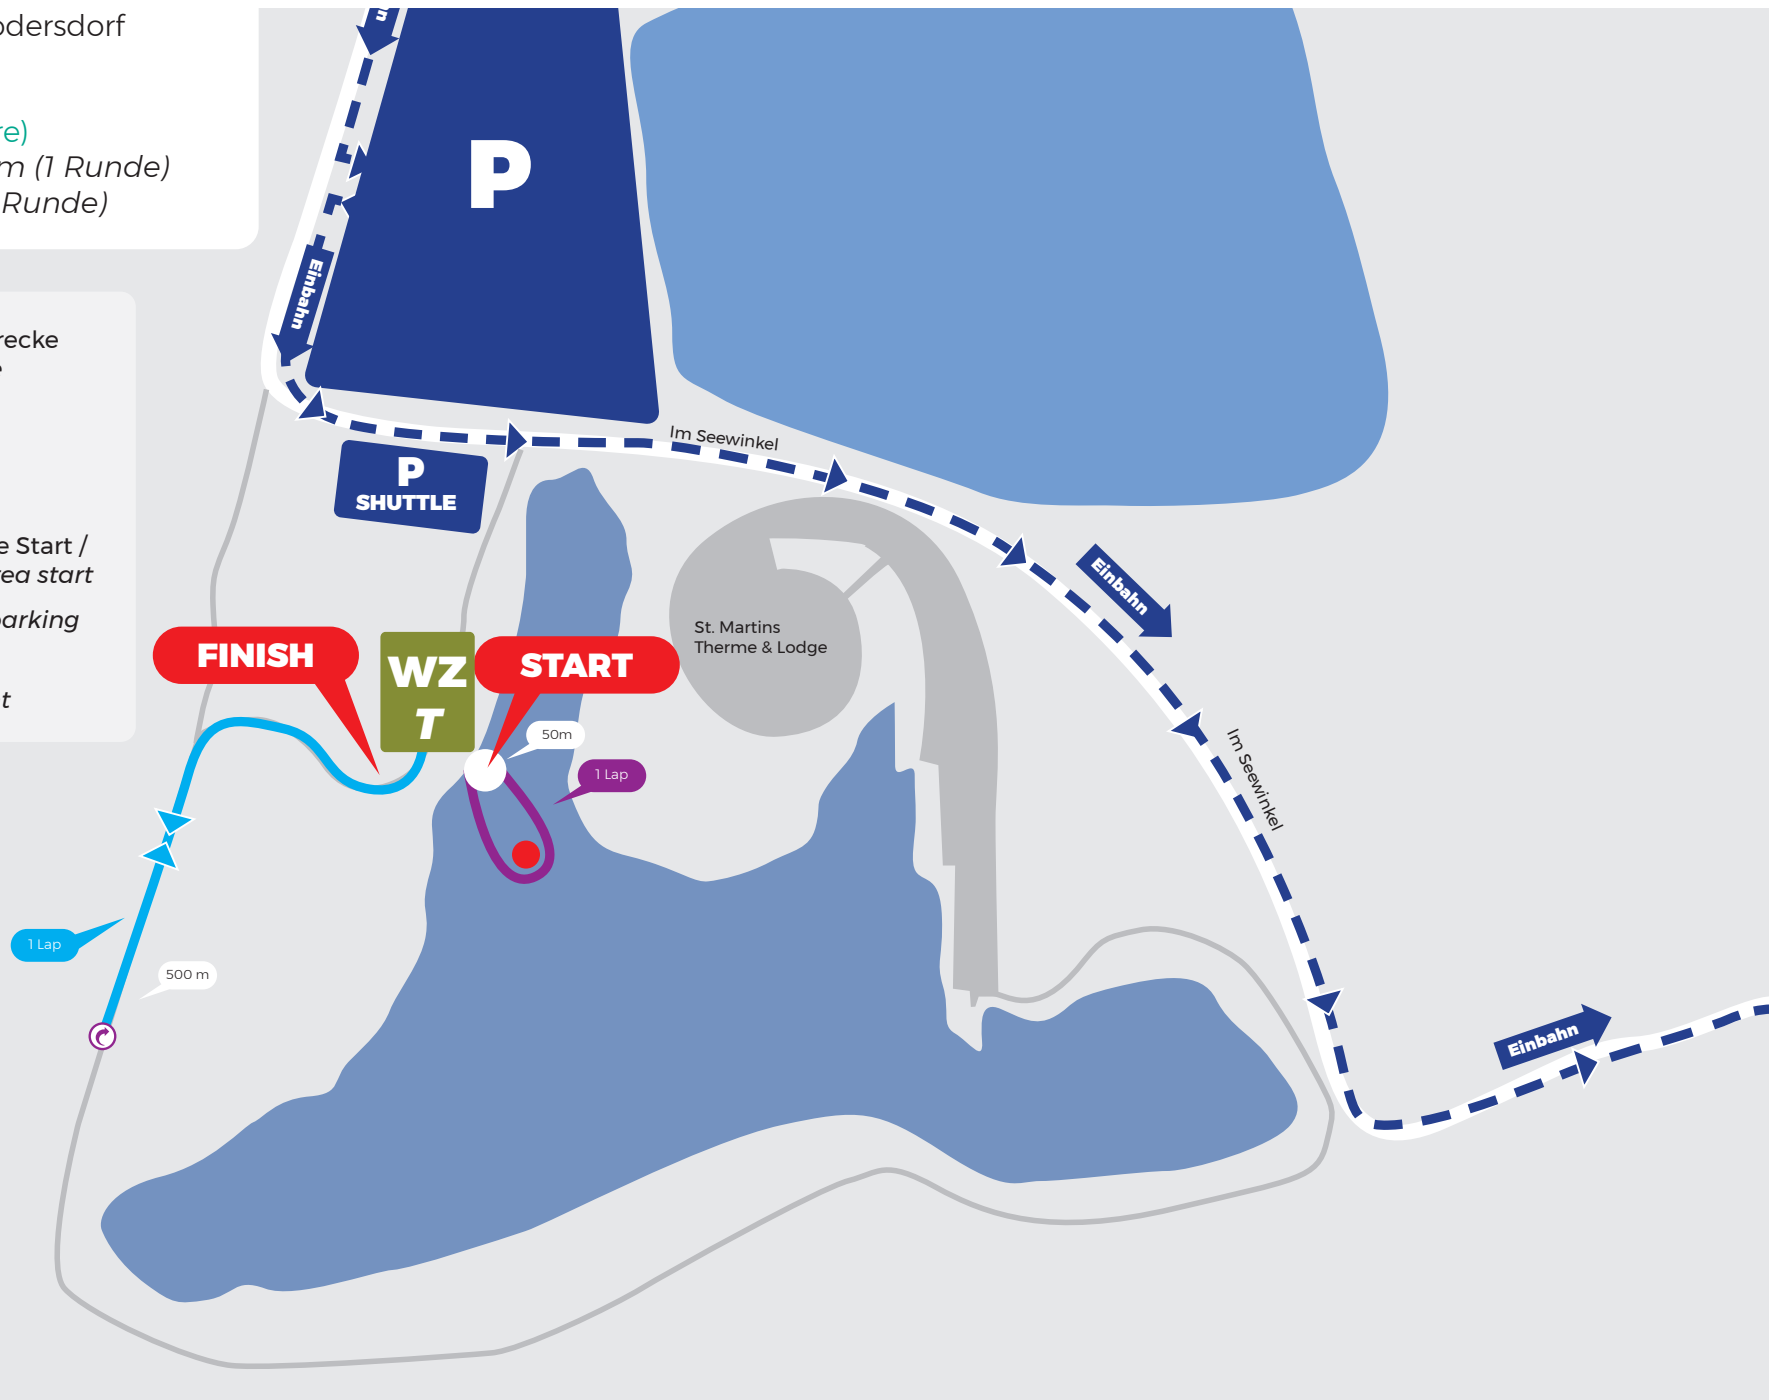 odersdorf
re)
m (1 Runde)
Runde)
recke
e Start /
rea start
parking
t
n
P
Einbahn
P
SHUTTLE
Im Seewinkel
Einbahn
St. Martins
Therme & Lodge
FINISH
WZ
T
START
50m
1 Lap
Im Seewinkel
1 Lap
500 m
Einbahn